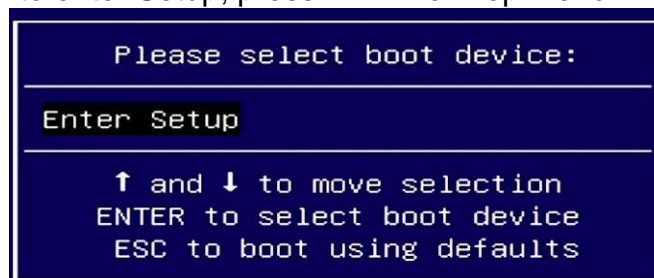 Please select boot device:
Enter Setup
↑ and ↓ to move selection
ENTER to select boot device
ESC to boot using defaults